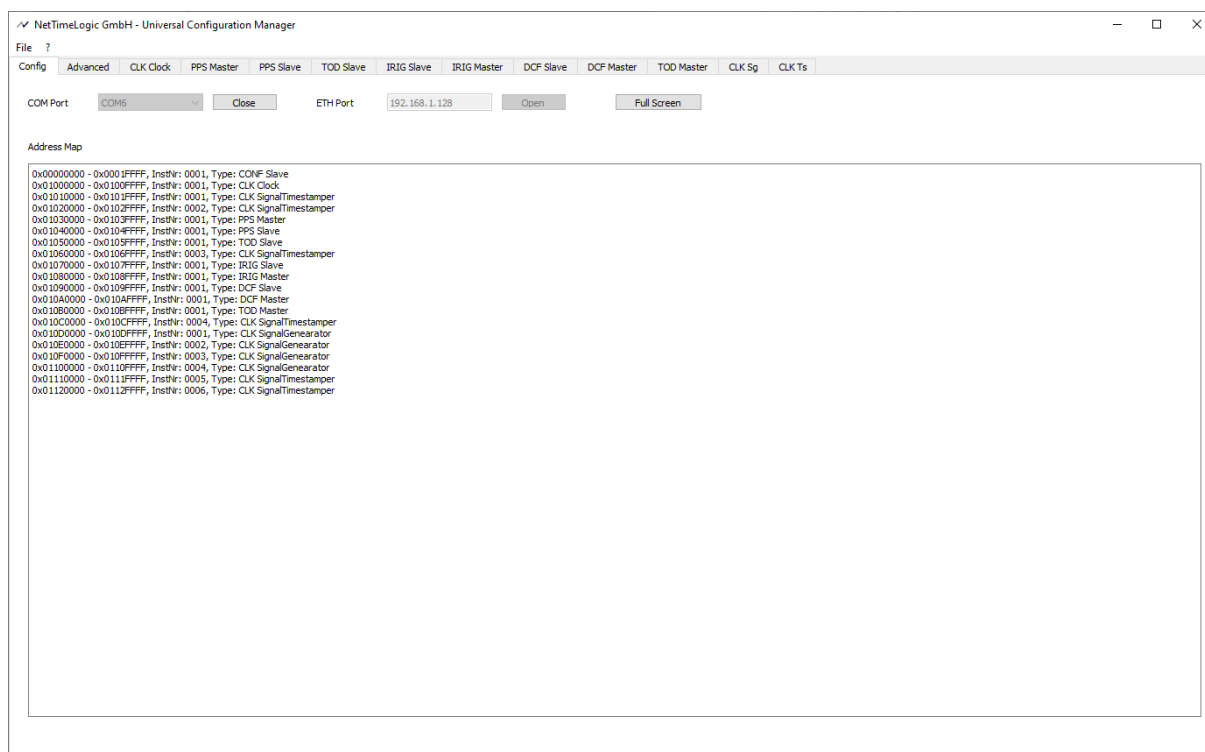 NetTimeLogic GmbH - Universal Configuration Manager
File ?
Config Advanced CLK Clock PPS Master PPS Slave TOD Slave IRIG Slave IRIG Master DCF Slave DCF Master TOD Master CLK Sg CLK Ts
COM Port COM6 Close ETH Port 192.168.1.128 Open Full Screen
Address Map
0x00000000 - 0x0001FFFF, InstNr: 0001, Type: CONF Slave
0x01000000 - 0x0100FFFF, InstNr: 0001, Type: CLK Clock
0x01010000 - 0x0101FFFF, InstNr: 0001, Type: CLK SignalTimestamper
0x01020000 - 0x0102FFFF, InstNr: 0002, Type: CLK SignalTimestamper
0x01030000 - 0x0103FFFF, InstNr: 0001, Type: PPS Master
0x01040000 - 0x0104FFFF, InstNr: 0001, Type: PPS Slave
0x01050000 - 0x0105FFFF, InstNr: 0001, Type: TOD Slave
0x01060000 - 0x0106FFFF, InstNr: 0003, Type: CLK SignalTimestamper
0x01070000 - 0x0107FFFF, InstNr: 0001, Type: IRIG Slave
0x01080000 - 0x0108FFFF, InstNr: 0001, Type: IRIG Master
0x01090000 - 0x0109FFFF, InstNr: 0001, Type: DCF Slave
0x010A0000 - 0x010AFFFF, InstNr: 0001, Type: DCF Master
0x010B0000 - 0x010BFFFF, InstNr: 0001, Type: TOD Master
0x010C0000 - 0x010CFFFF, InstNr: 0004, Type: CLK SignalTimestamper
0x010D0000 - 0x010DFFFF, InstNr: 0001, Type: CLK SignalGenearator
0x010E0000 - 0x010EFFFF, InstNr: 0002, Type: CLK SignalGenearator
0x010F0000 - 0x010FFFFF, InstNr: 0003, Type: CLK SignalGenearator
0x01100000 - 0x0110FFFF, InstNr: 0004, Type: CLK SignalGenearator
0x01110000 - 0x0111FFFF, InstNr: 0005, Type: CLK SignalTimestamper
0x01120000 - 0x0112FFFF, InstNr: 0006, Type: CLK SignalTimestamper